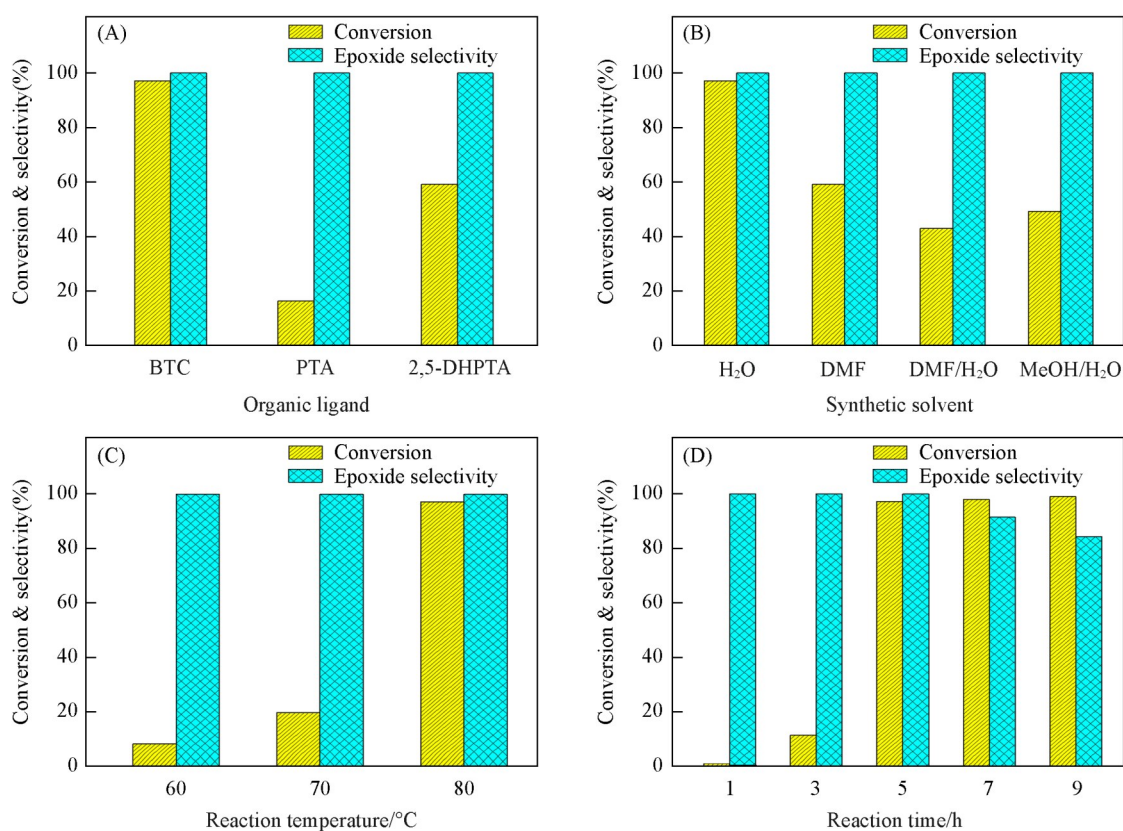 (A)
Conversion
Epoxide selectivity
Conversion & selectivity(%)
100
80
60
40
20
0
BTC PTA 2,5-DHPTA
Organic ligand
(B)
Conversion
Epoxide selectivity
Conversion & selectivity(%)
100
80
60
40
20
0
H₂O DMF DMF/H₂O MeOH/H₂O
Synthetic solvent
(C)
Conversion
Epoxide selectivity
Conversion & selectivity(%)
100
80
60
40
20
0
60 70 80
Reaction temperature/°C
(D)
Conversion
Epoxide selectivity
Conversion & selectivity(%)
100
80
60
40
20
0
1 3 5 7 9
Reaction time/h